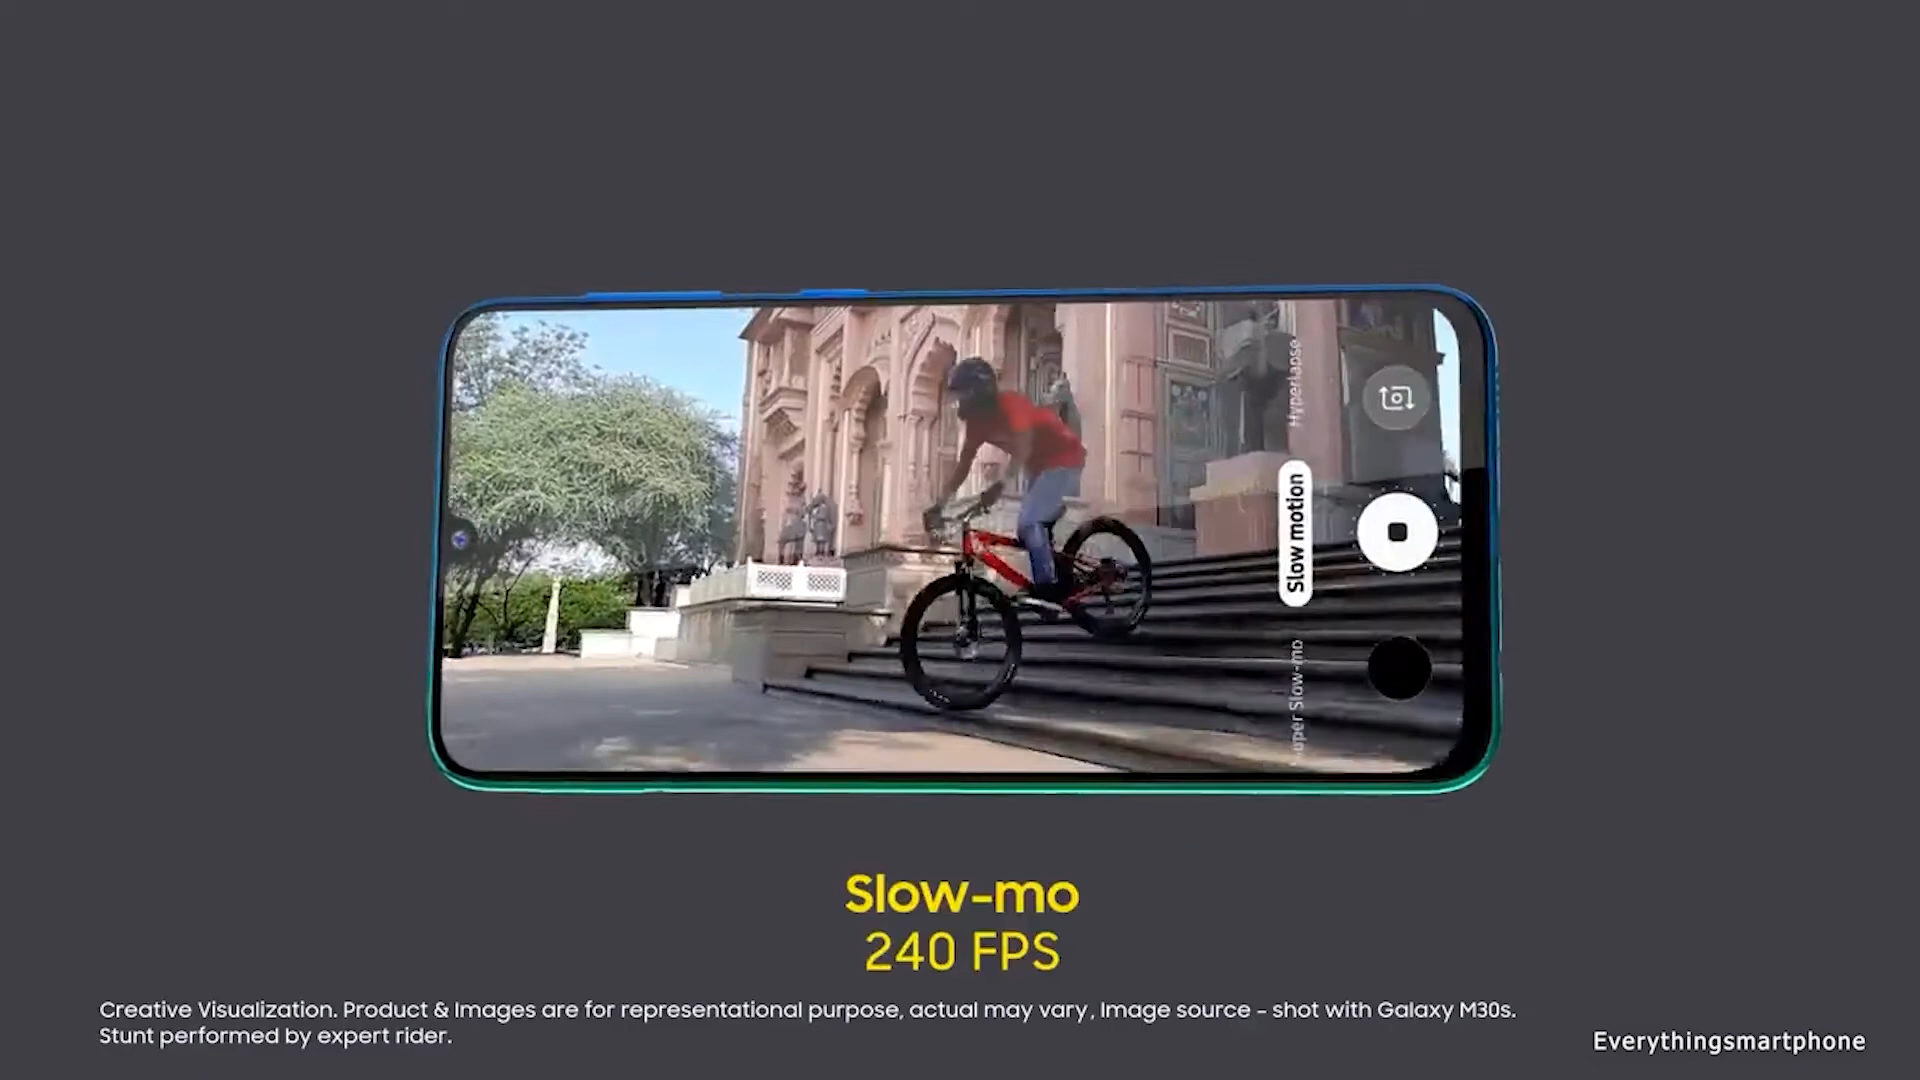 Hyperlapse
Slow motion
uper Slow-mo
Slow-mo
240 FPS
Creative Visualization. Product & Images are for representational purpose, actual may vary, Image source – shot with Galaxy M30s.
Stunt performed by expert rider.
Everythingsmartphone